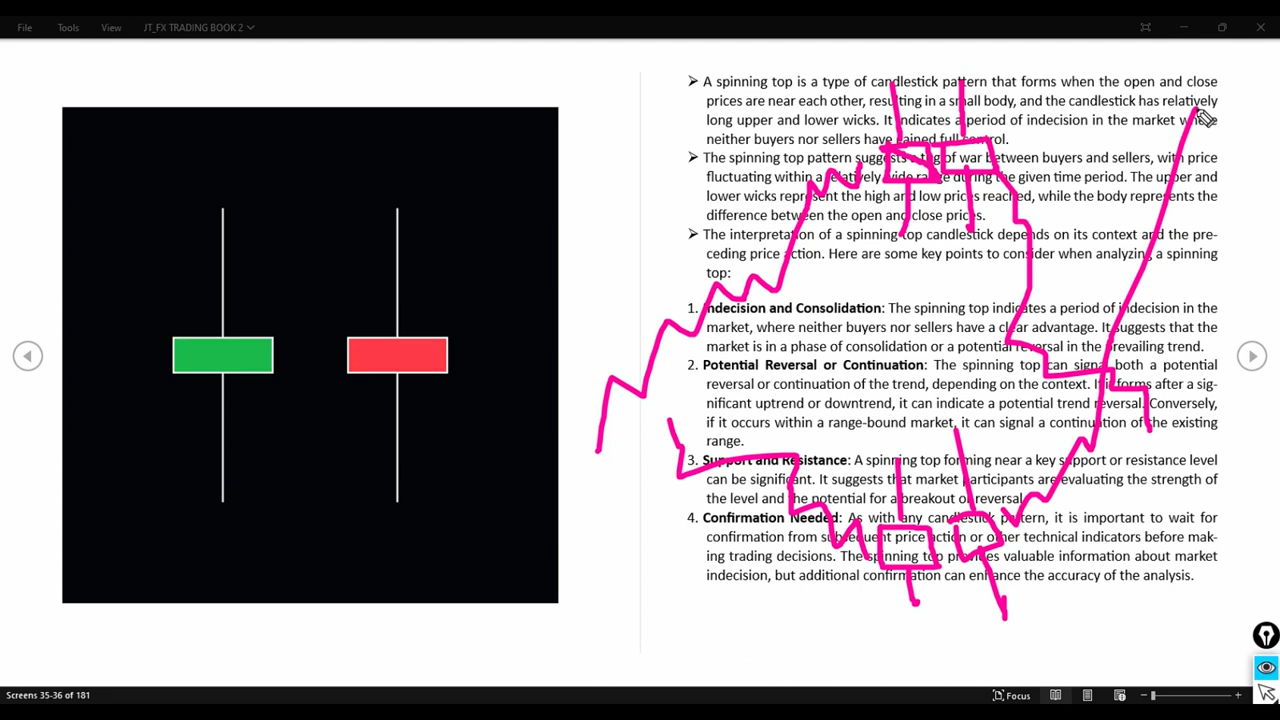 File Tools View JT_FX TRADING BOOK 2
➢ A spinning top is a type of candlestick pattern that forms when the open and close
prices are near each other, resulting in a small body, and the candlestick has relatively
long upper and lower wicks. It indicates a period of indecision in the market where
neither buyers nor sellers have gained full control.
➢ The spinning top pattern suggests a tug of war between buyers and sellers, with price
fluctuating within a relatively wide range during the given time period. The upper and
lower wicks represent the high and low prices reached, while the body represents the
difference between the open and close prices.
➢ The interpretation of a spinning top candlestick depends on its context and the pre-
ceding price action. Here are some key points to consider when analyzing a spinning
top:
1. Indecision and Consolidation: The spinning top indicates a period of indecision in the
market, where neither buyers nor sellers have a clear advantage. It suggests that the
market is in a phase of consolidation or a potential reversal in the prevailing trend.
2. Potential Reversal or Continuation: The spinning top can signal both a potential
reversal or continuation of the trend, depending on the context. If it forms after a sig-
nificant uptrend or downtrend, it can indicate a potential trend reversal. Conversely,
if it occurs within a range-bound market, it can signal a continuation of the existing
range.
3. Support and Resistance: A spinning top forming near a key support or resistance level
can be significant. It suggests that market participants are evaluating the strength of
the level and the potential for a breakout or reversal.
4. Confirmation Needed: As with any candlestick pattern, it is important to wait for
confirmation from subsequent price action or other technical indicators before mak-
ing trading decisions. The spinning top provides valuable information about market
indecision, but additional confirmation can enhance the accuracy of the analysis.
Screens 35-36 of 181 Focus